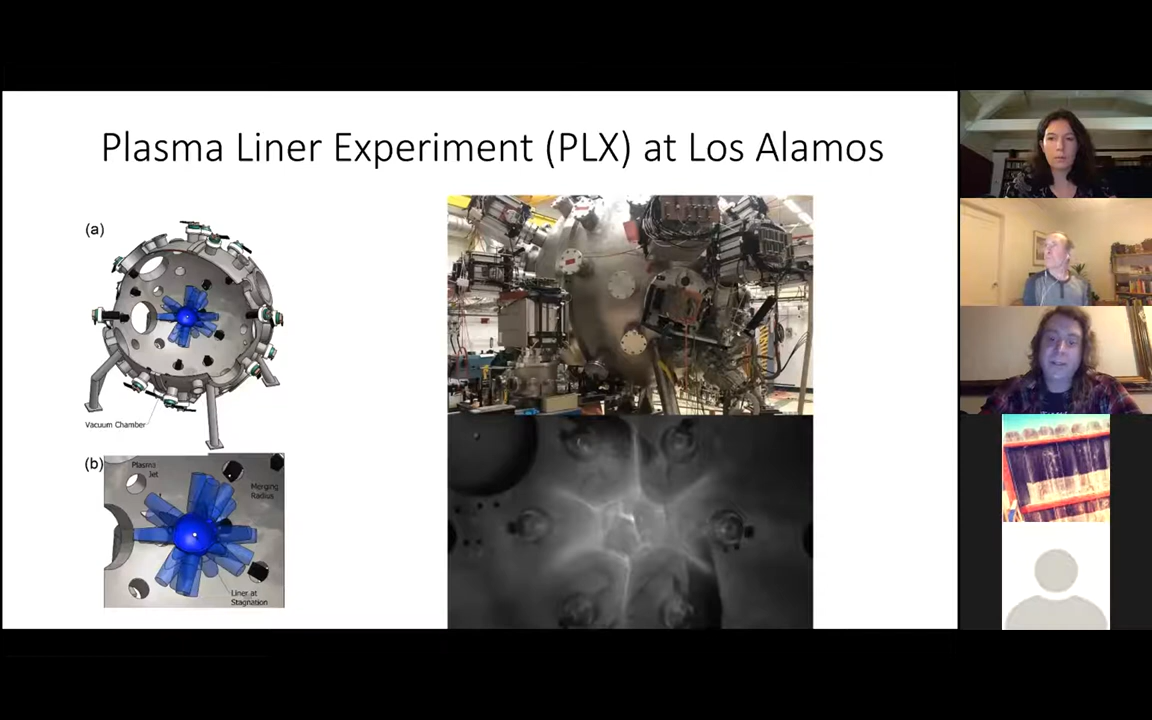 Plasma Liner Experiment (PLX) at Los Alamos
(a)
Vacuum Chamber
(b)
Plasma
Jet
Merging
Radius
Liner at
Stagnation